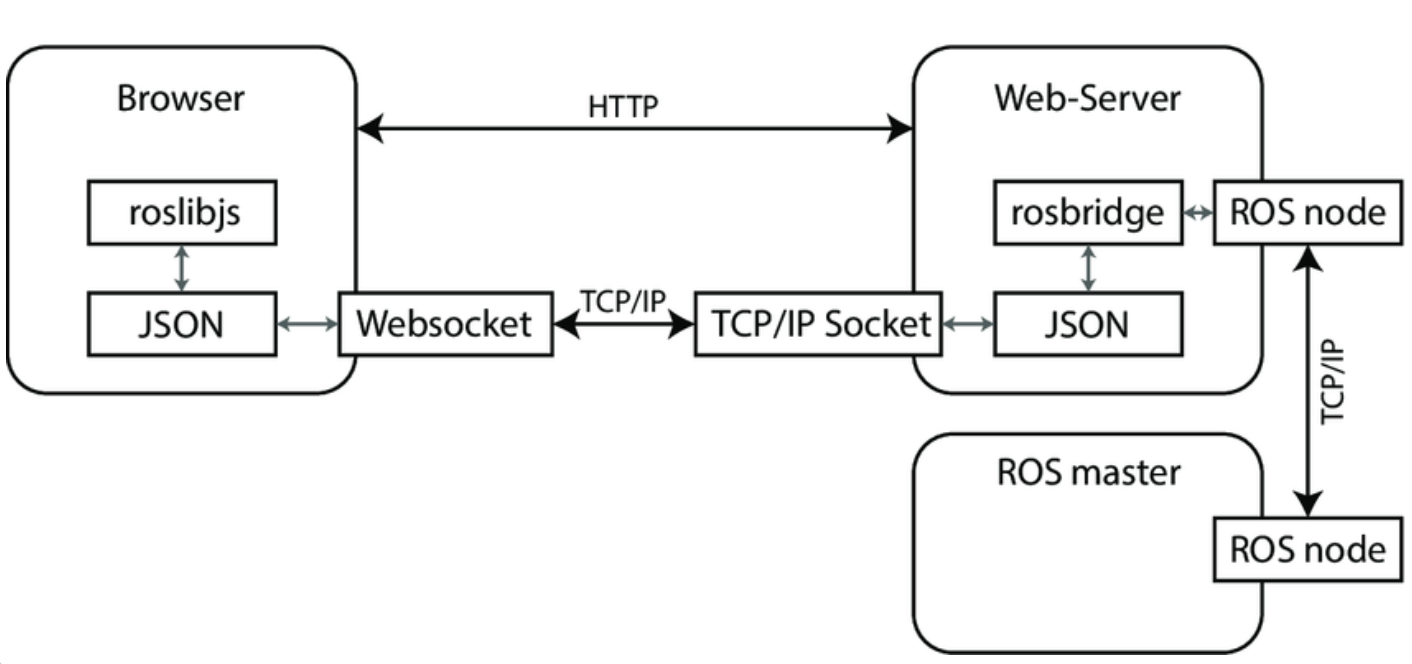 Browser
HTTP
Web-Server
roslibjs
rosbridge
ROS node
JSON
Websocket
TCP/IP
TCP/IP Socket
JSON
TCP/IP
ROS master
ROS node